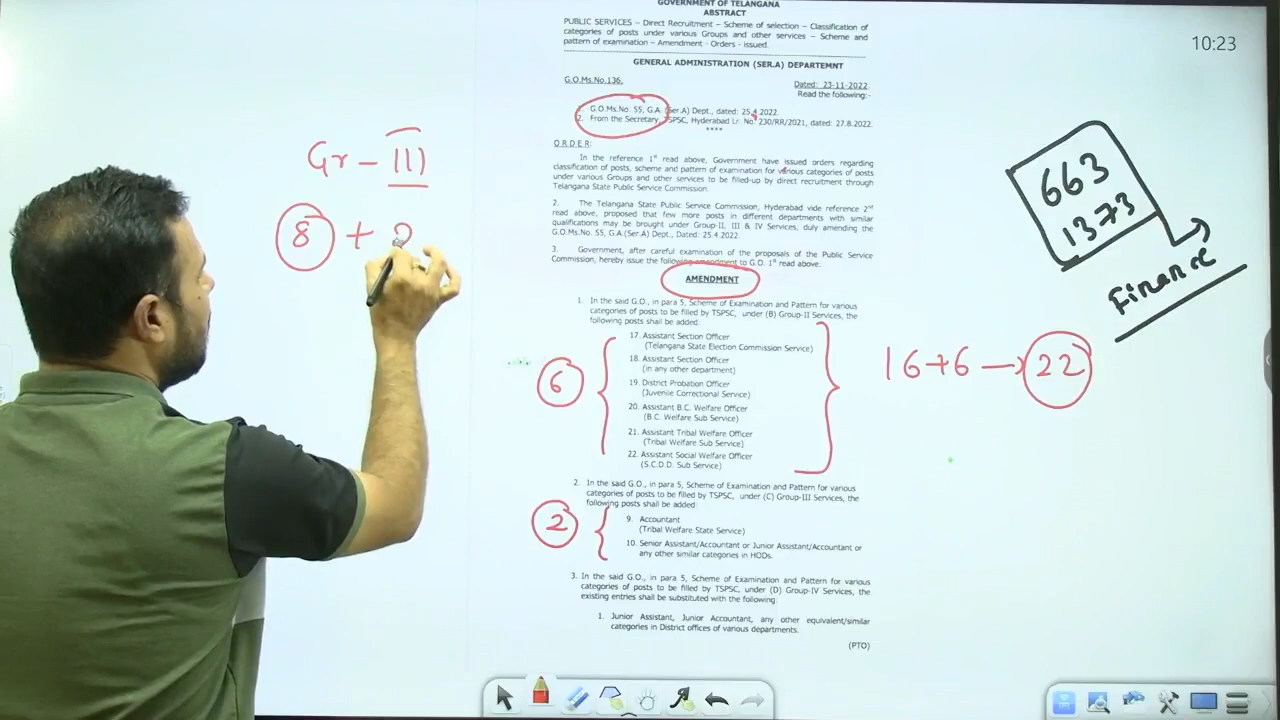 GOVERNMENT OF TELANGANA
ABSTRACT
PUBLIC SERVICES – Direct Recruitment – Scheme of selection – Classification of
categories of posts under various Groups and other services – Scheme and
pattern of examination – Amendment - Orders - issued.
GENERAL ADMINISTRATION (SER.A) DEPARTEMNT
G.O.Ms.No.136,
Dated: 23-11-2022
Read the following:-
1. G.O.Ms.No. 55, G.A. (Ser.A) Dept., dated: 25.4.2022.
2. From the Secretary, TSPSC, Hyderabad Lr. No. 230/RR/2021, dated: 27.8.2022.
****
ORDER:
In the reference 1st read above, Government have issued orders regarding
classification of posts, scheme and pattern of examination for various categories of posts
under various Groups and other services to be filled-up by direct recruitment through
Telangana State Public Service Commission.
2. The Telangana State Public Service Commission, Hyderabad vide reference 2nd
read above, proposed that few more posts in different departments with similar
qualifications may be brought under Group-II, III & IV Services, duly amending the
G.O.Ms.No. 55, G.A.(Ser.A) Dept., Dated: 25.4.2022.
3. Government, after careful examination of the proposals of the Public Service
Commission, hereby issue the following amendment to G.O. 1st read above:
AMENDMENT
1. In the said G.O., in para 5, Scheme of Examination and Pattern for various
categories of posts to be filled by TSPSC, under (B) Group-II Services, the
following posts shall be added:
17. Assistant Section Officer
(Telangana State Election Commission Service)
18. Assistant Section Officer
(in any other department)
19. District Probation Officer
(Juvenile Correctional Service)
20. Assistant B.C. Welfare Officer
(B.C. Welfare Sub Service)
21. Assistant Tribal Welfare Officer
(Tribal Welfare Sub Service)
22. Assistant Social Welfare Officer
(S.C.D.D. Sub Service)
2. In the said G.O., in para 5, Scheme of Examination and Pattern for various
categories of posts to be filled by TSPSC, under (C) Group-III Services, the
following posts shall be added:
9. Accountant
(Tribal Welfare State Service)
10. Senior Assistant/Accountant or Junior Assistant/Accountant or
any other similar categories in HODs.
3. In the said G.O., in para 5, Scheme of Examination and Pattern for various
categories of posts to be filled by TSPSC, under (D) Group-IV Services, the
existing entries shall be substituted with the following:
1. Junior Assistant, Junior Accountant, any other equivalent/similar
categories in District offices of various departments.
(PTO)
Gr – III
8 + 2
6
2
16+6 → 22
663
1373
Finance
10:23